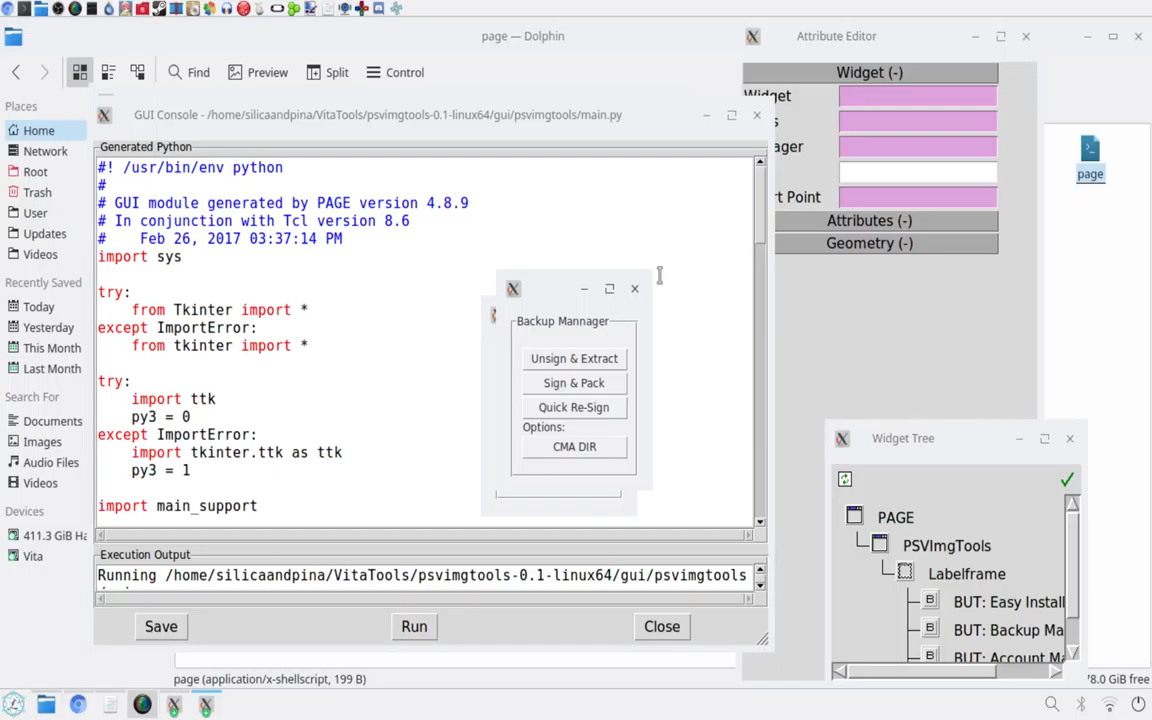 page — Dolphin
Attribute Editor
Find
Preview
Split
Control
Widget (-)
Places
Home
Network
Root
Trash
User
Updates
Videos
Recently Saved
Today
Yesterday
This Month
Last Month
Search For
Documents
Images
Audio Files
Videos
Devices
411.3 GiB Ha
Vita
GUI Console - /home/silicaandpina/VitaTools/psvimgtools-0.1-linux64/gui/psvimgtools/main.py
Generated Python
#! /usr/bin/env python
#
# GUI module generated by PAGE version 4.8.9
# In conjunction with Tcl version 8.6
#    Feb 26, 2017 03:37:14 PM
import sys
try:
    from Tkinter import *
except ImportError:
    from tkinter import *
try:
    import ttk
    py3 = 0
except ImportError:
    import tkinter.ttk as ttk
    py3 = 1
import main_support
Execution Output
Running /home/silicaandpina/VitaTools/psvimgtools-0.1-linux64/gui/psvimgtools
Save
Run
Close
Backup Mannager
Unsign & Extract
Sign & Pack
Quick Re-Sign
Options:
CMA DIR
Widget
s
ager
rt Point
Attributes (-)
Geometry (-)
page
Widget Tree
PAGE
PSVImgTools
Labelframe
BUT: Easy Install
BUT: Backup Ma
BUT: Account Ma
page (application/x-shellscript, 199 B)
78.0 GiB free